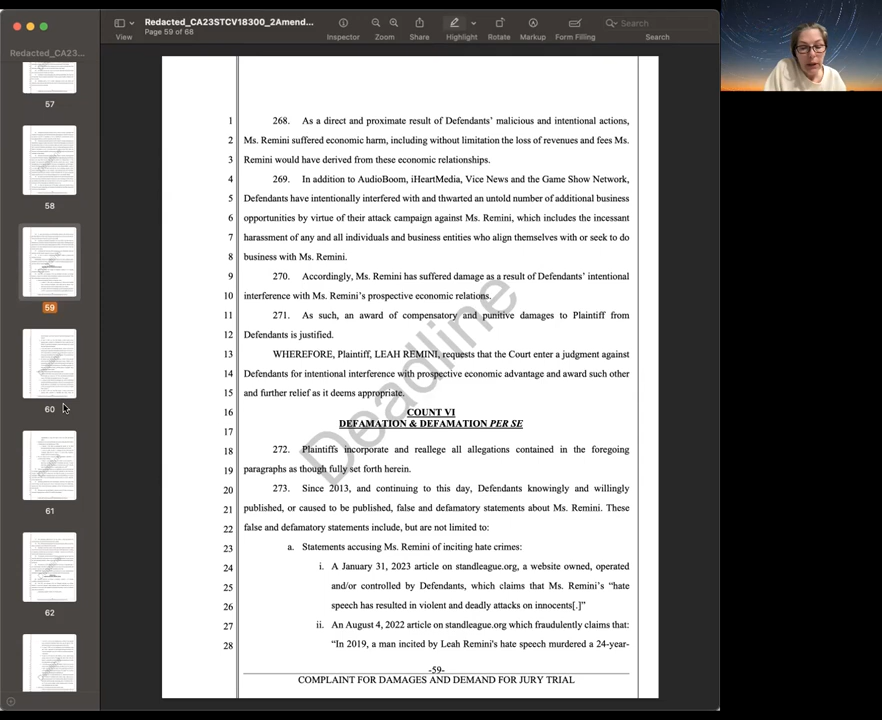 Redacted_CA23STCV18300_2Amend...
Page 59 of 68
View
Inspector
Zoom
Share
Highlight
Rotate
Markup
Form Filling
Search
Search
Redacted_CA23...
57
58
59
60
61
62
1 268. As a direct and proximate result of Defendants' malicious and intentional actions,
2 Ms. Remini suffered economic harm, including without limitation the loss of revenues and fees Ms.
3 Remini would have derived from these economic relationships.
4 269. In addition to AudioBoom, iHeartMedia, Vice News and the Game Show Network,
5 Defendants have intentionally interfered with and thwarted an untold number of additional business
6 opportunities by virtue of their attack campaign against Ms. Remini, which includes the incessant
7 harassment of any and all individuals and business entities who align themselves with or seek to do
8 business with Ms. Remini.
9 270. Accordingly, Ms. Remini has suffered damage as a result of Defendants' intentional
10 interference with Ms. Remini's prospective economic relations.
11 271. As such, an award of compensatory and punitive damages to Plaintiff from
12 Defendants is justified.
13 WHEREFORE, Plaintiff, LEAH REMINI, requests that the Court enter a judgment against
14 Defendants for intentional interference with prospective economic advantage and award such other
15 and further relief as it deems appropriate.
16 COUNT VI
DEFAMATION & DEFAMATION PER SE
17
18 272. Plaintiffs incorporate and reallege all allegations contained in the foregoing
19 paragraphs as though fully set forth herein.
20 273. Since 2013, and continuing to this day, Defendants knowingly and willingly
21 published, or caused to be published, false and defamatory statements about Ms. Remini. These
22 false and defamatory statements include, but are not limited to:
23 a. Statements accusing Ms. Remini of inciting hate crimes:
24 i. A January 31, 2023 article on standleague.org, a website owned, operated
25 and/or controlled by Defendants, which claims that Ms. Remini's "hate
26 speech has resulted in violent and deadly attacks on innocents[.]"
27 ii. An August 4, 2022 article on standleague.org which fraudulently claims that:
28 "In 2019, a man incited by Leah Remini's hate speech murdered a 24-year-
-59-
COMPLAINT FOR DAMAGES AND DEMAND FOR JURY TRIAL
Deadline